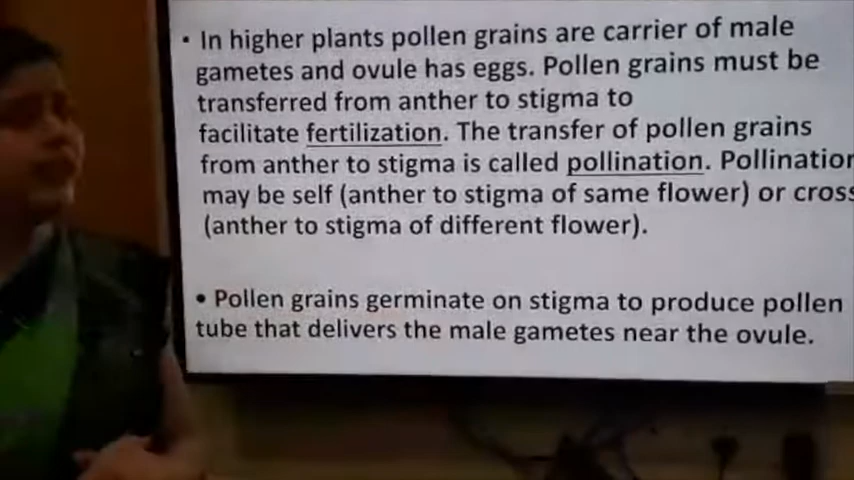 • In higher plants pollen grains are carrier of male
gametes and ovule has eggs. Pollen grains must be
transferred from anther to stigma to
facilitate fertilization. The transfer of pollen grains
from anther to stigma is called pollination. Pollination
may be self (anther to stigma of same flower) or cross
(anther to stigma of different flower).
• Pollen grains germinate on stigma to produce pollen
tube that delivers the male gametes near the ovule.